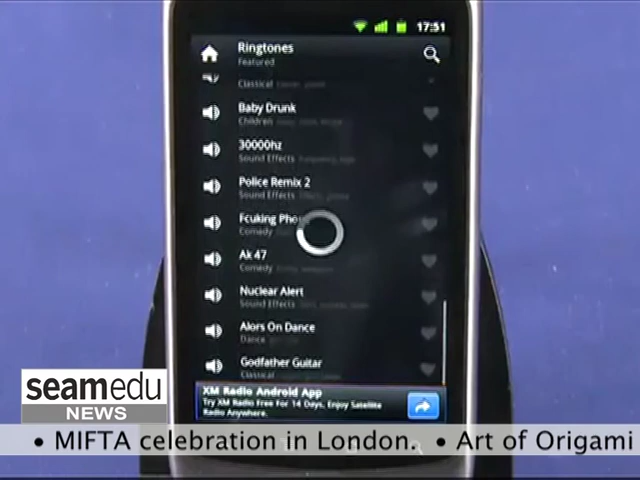 17:51
Ringtones
Featured
Classical
Baby Drunk
Children
30000hz
Sound Effects
Police Remix 2
Sound Effects
Fcuking Pho
Comedy
Ak 47
Comedy
Nuclear Alert
Sound Effects
Alors On Dance
Dance
Godfather Guitar
Classical
XM Radio Android App
Try XM Radio Free For 14 Days, Enjoy Satellite
Radio Anywhere.
seamedu
NEWS
• MIFTA celebration in London. • Art of Origami